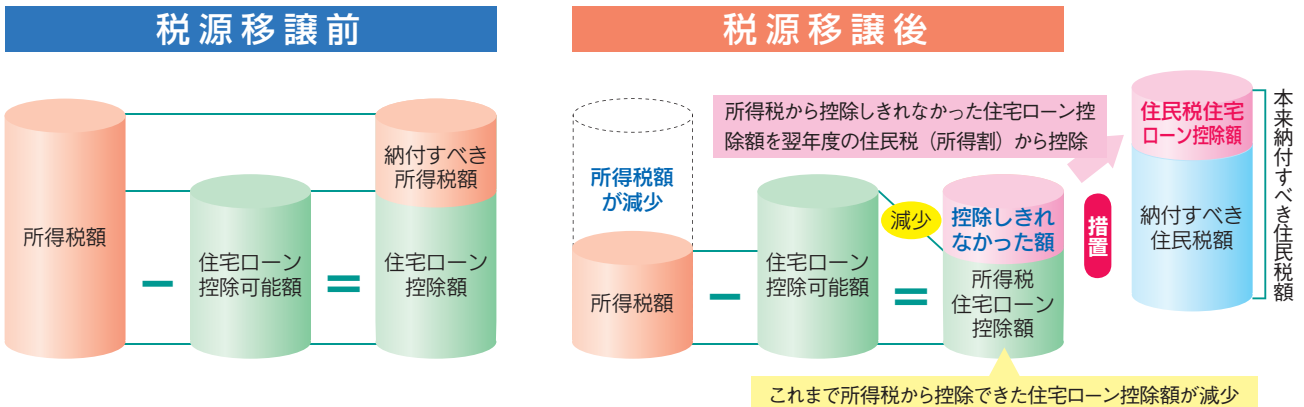 税源移譲前
所得税額
−
住宅ローン
控除可能額
=
納付すべき
所得税額
住宅ローン
控除額
税源移譲後
所得税額
が減少
所得税額
−
住宅ローン
控除可能額
=
減少
控除しきれ
なかった額
所得税
住宅ローン
控除額
これまで所得税から控除できた住宅ローン控除額が減少
所得税から控除しきれなかった住宅ローン控
除額を翌年度の住民税（所得割）から控除
措置
住民税住宅
ローン控除額
納付すべき
住民税額
本来納付すべき住民税額